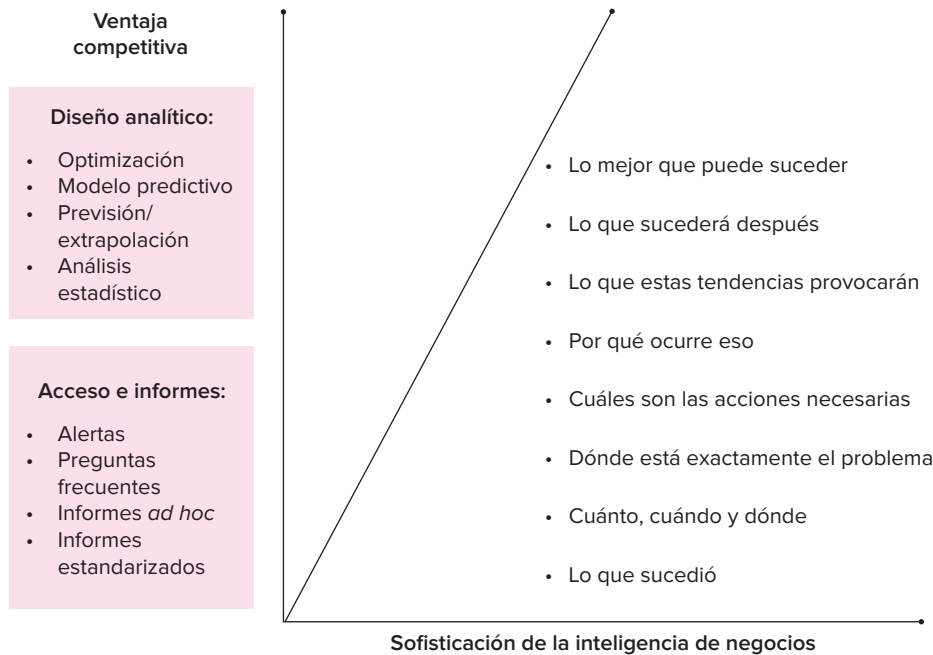 Ventaja
competitiva
Diseño analítico:
• Optimización
• Modelo predictivo
• Previsión/
extrapolación
• Análisis
estadístico
Acceso e informes:
• Alertas
• Preguntas
frecuentes
• Informes ad hoc
• Informes
estandarizados
• Lo mejor que puede suceder
• Lo que sucederá después
• Lo que estas tendencias provocarán
• Por qué ocurre eso
• Cuáles son las acciones necesarias
• Dónde está exactamente el problema
• Cuánto, cuándo y dónde
• Lo que sucedió
Sofisticación de la inteligencia de negocios